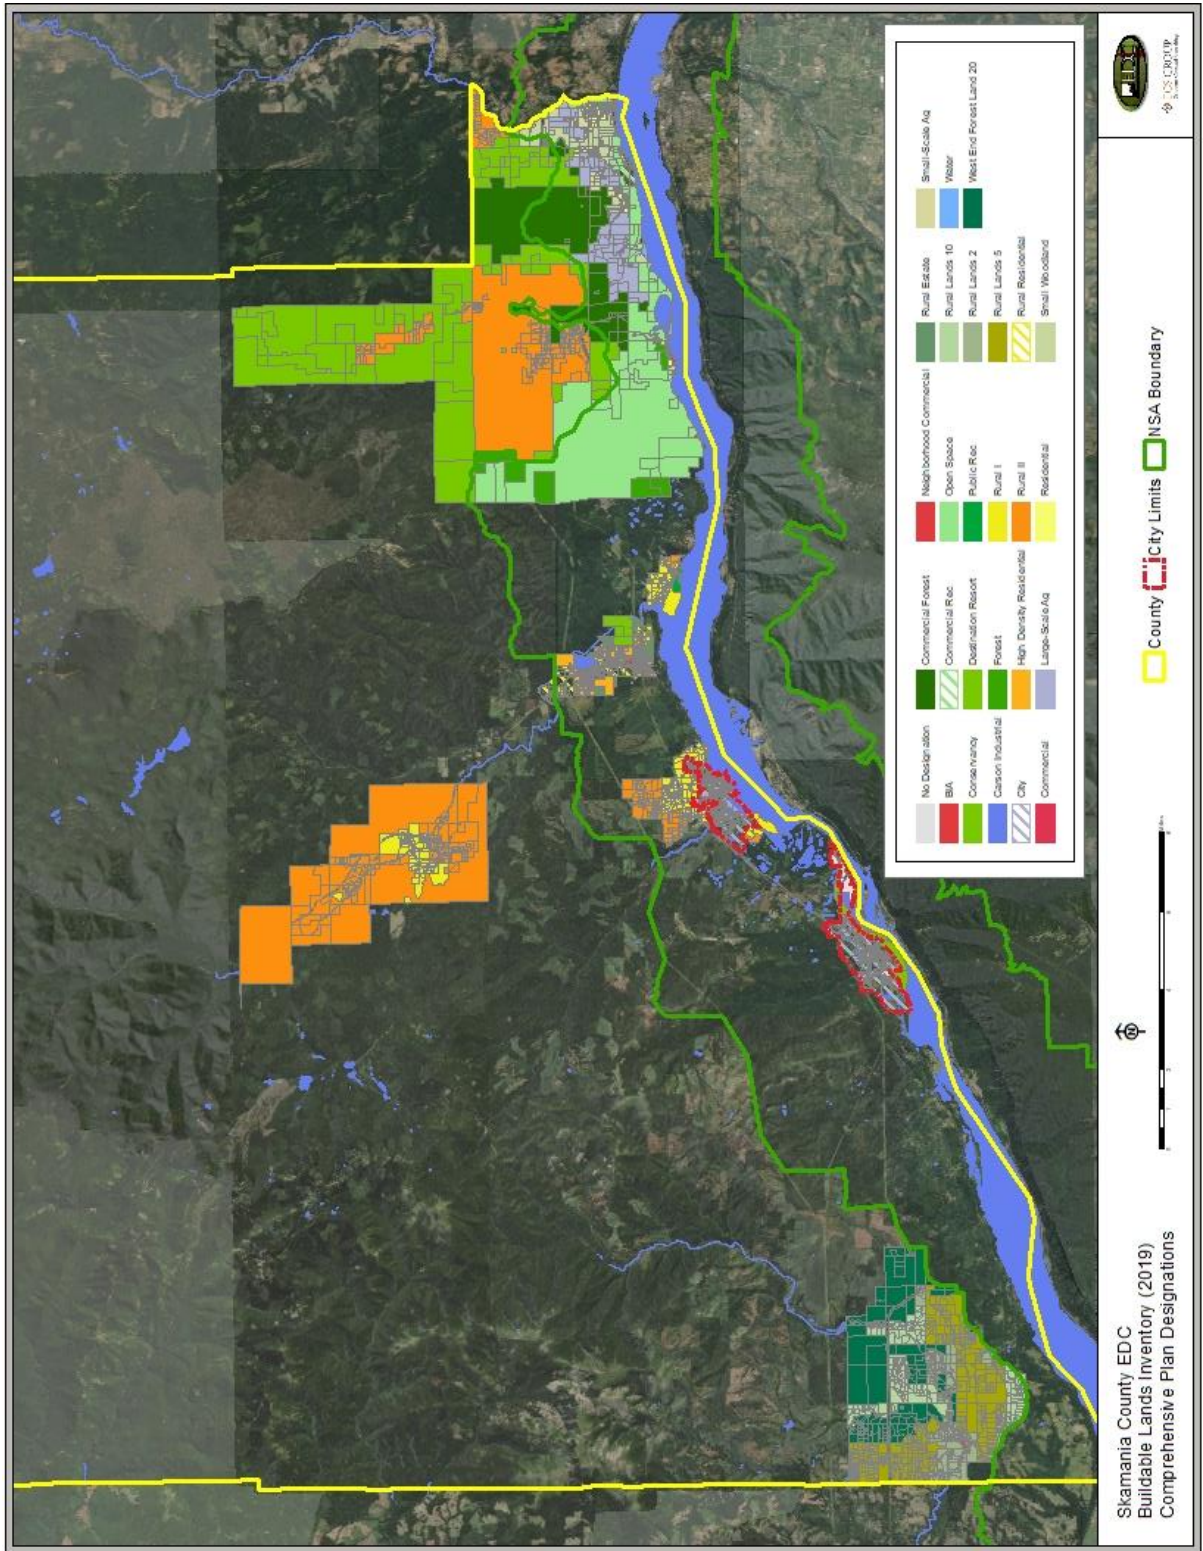 Skamania County EDC
Buildable Lands Inventory (2019)
Comprehensive Plan Designations
N
County
City Limits
NSA Boundary
No Designation
BIA
Conservancy
Carson Industrial
City
Commercial
Commercial Forest
Commercial Rec
Destination Resort
Forest
High Density Residential
Large-Scale Ag
Neighborhood Commercial
Open Space
Public Rec
Rural I
Rural II
Residential
Rural Estate
Rural Lands 10
Rural Lands 2
Rural Lands 5
Rural Residential
Small Woodland
Small-Scale Ag
Water
West End Forest Land 20
FCS GROUP